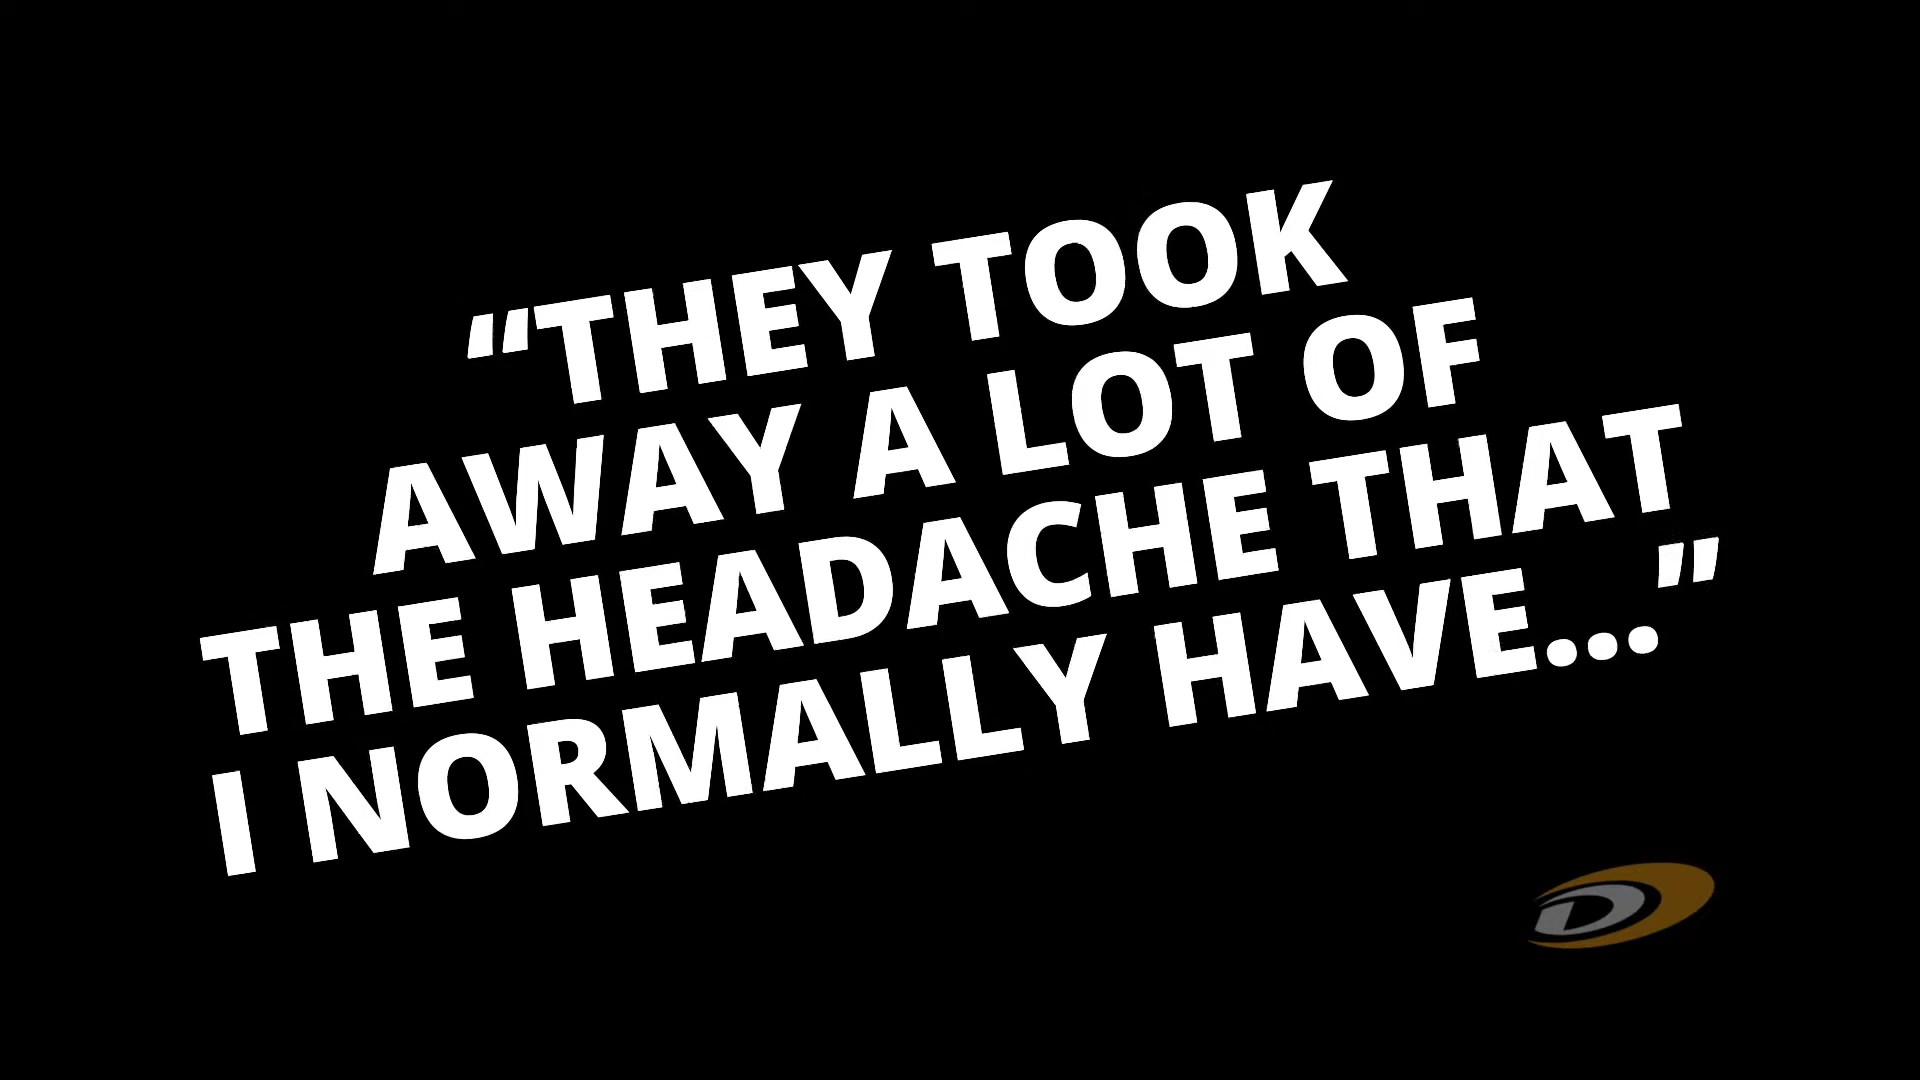 “THEY TOOK
AWAY A LOT OF
THE HEADACHE THAT
I NORMALLY HAVE...”
D